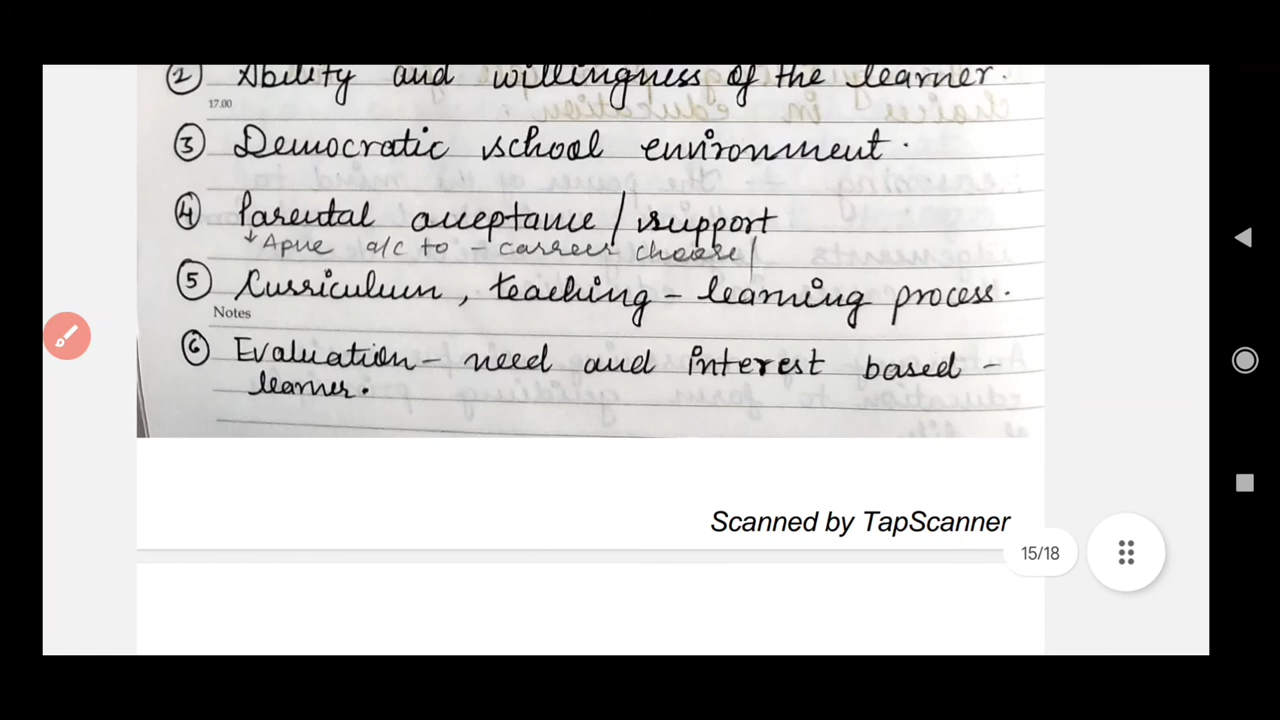 ② Ability and willingness of the learner.
17.00
③ Democratic school environment.
④ Parental acceptance / support
↓ Apne a/c to - carreer choose
⑤ Curriculum, teaching - learning process.
Notes
⑥ Evaluation - need and interest based -
learner.
Scanned by TapScanner
15/18